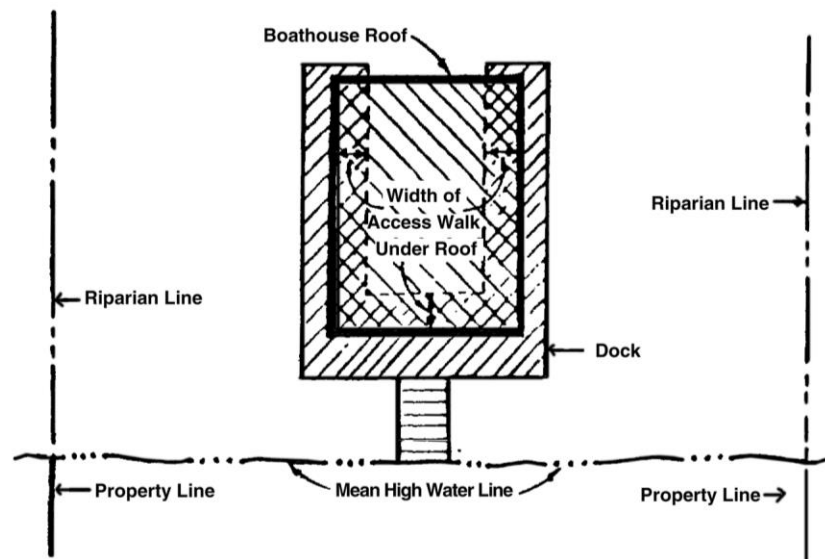 Boathouse Roof
Width of
Access Walk
Under Roof
Riparian Line
Riparian Line
Dock
Property Line
Mean High Water Line
Property Line